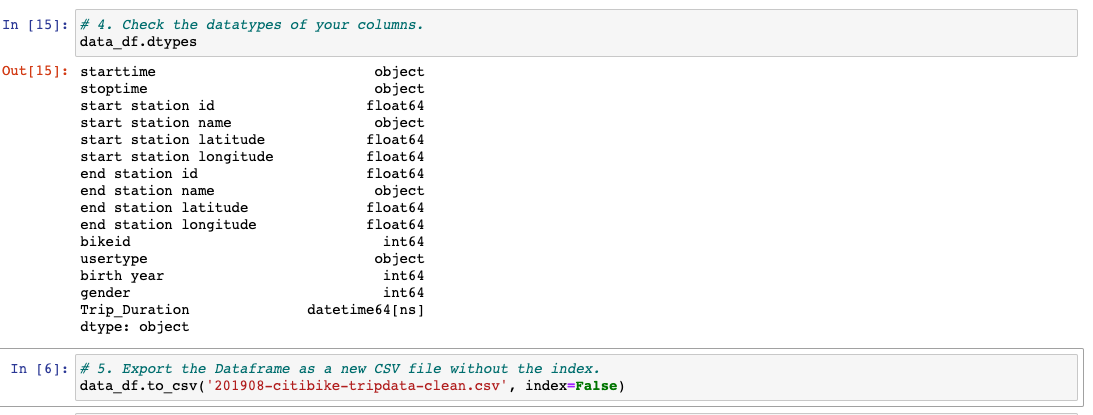 In [15]: # 4. Check the datatypes of your columns.
data_df.dtypes
Out[15]: starttime object
stoptime object
start station id float64
start station name object
start station latitude float64
start station longitude float64
end station id float64
end station name object
end station latitude float64
end station longitude float64
bikeid int64
usertype object
birth year int64
gender int64
Trip_Duration datetime64[ns]
dtype: object
In [6]: # 5. Export the Dataframe as a new CSV file without the index.
data_df.to_csv('201908-citibike-tripdata-clean.csv', index=False)